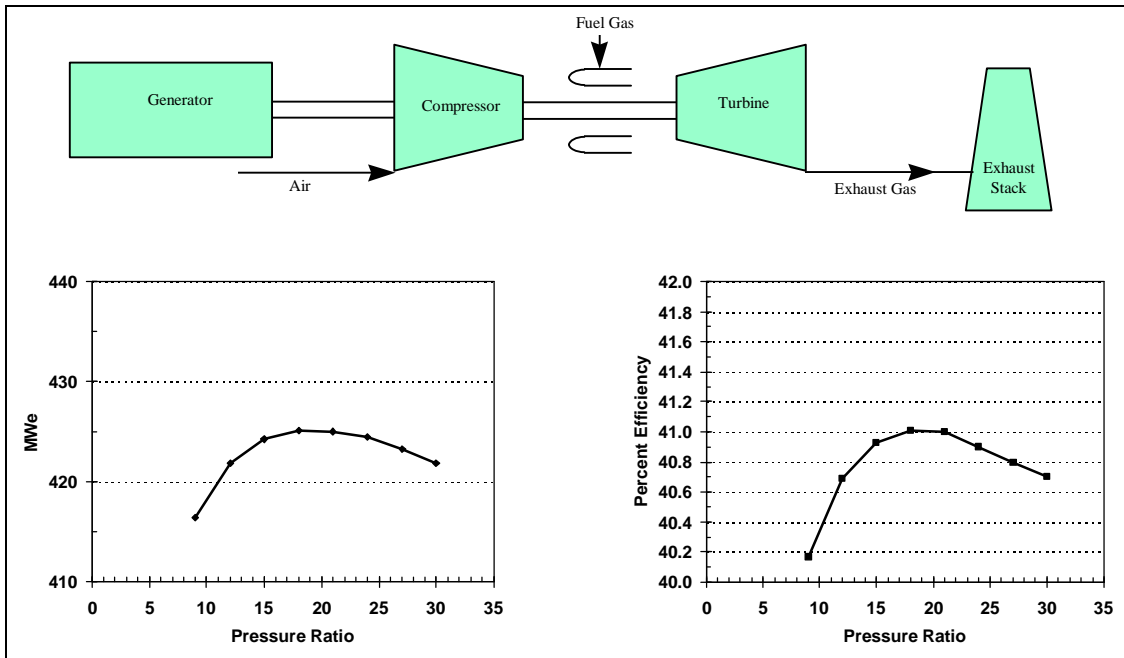 Fuel Gas
Generator
Compressor
Turbine
Air
Exhaust Gas
Exhaust
Stack
440
430
420
410
MWe
0 5 10 15 20 25 30 35
Pressure Ratio
42.0
41.8
41.6
41.4
41.2
41.0
40.8
40.6
40.4
40.2
40.0
Percent Efficiency
0 5 10 15 20 25 30 35
Pressure Ratio